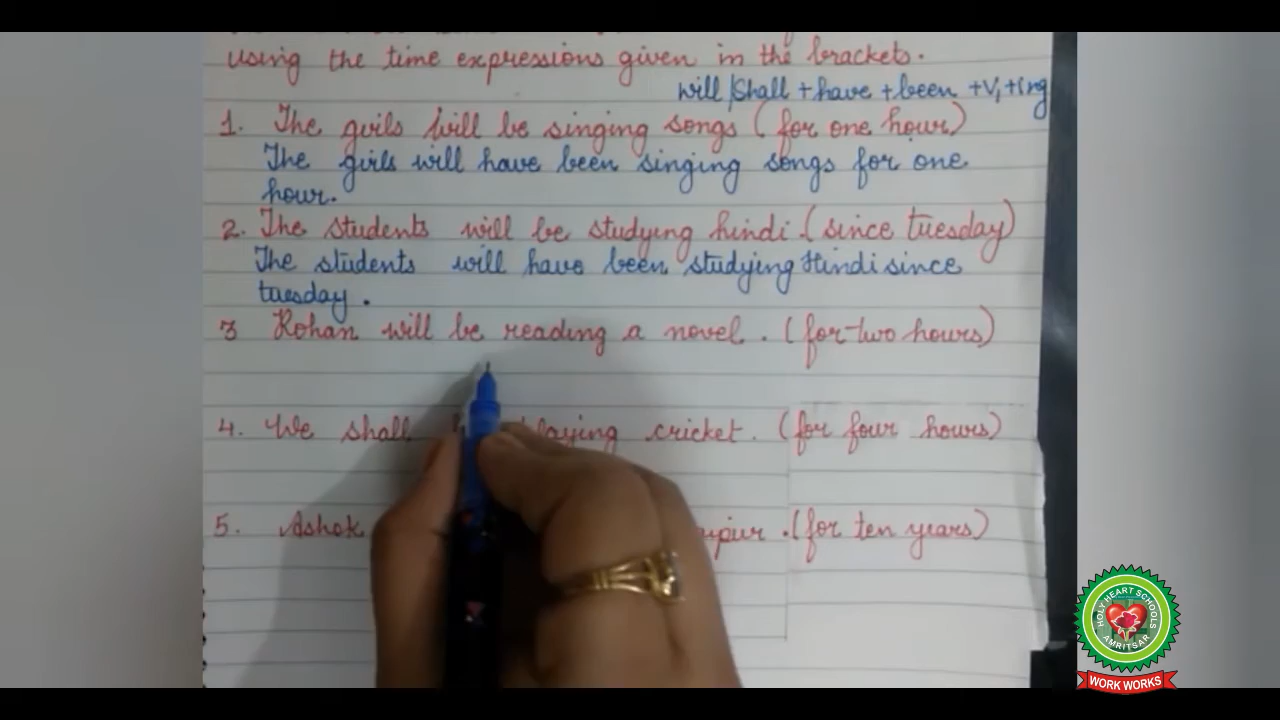 using the time expressions given in the brackets.
will/Shall + have + been + V1 + ing
1. The girls will be singing songs (for one hour)
The girls will have been singing songs for one
hour.
2. The students will be studying hindi. (since tuesday)
The students will have been studying Hindi since
tuesday.
3 Rohan will be reading a novel. (for two hours)
4. We shall playing cricket. (for four hours)
5. Ashok (for ten years)
HOLY HEART SCHOOLS
AMRITSAR
WORK WORKS